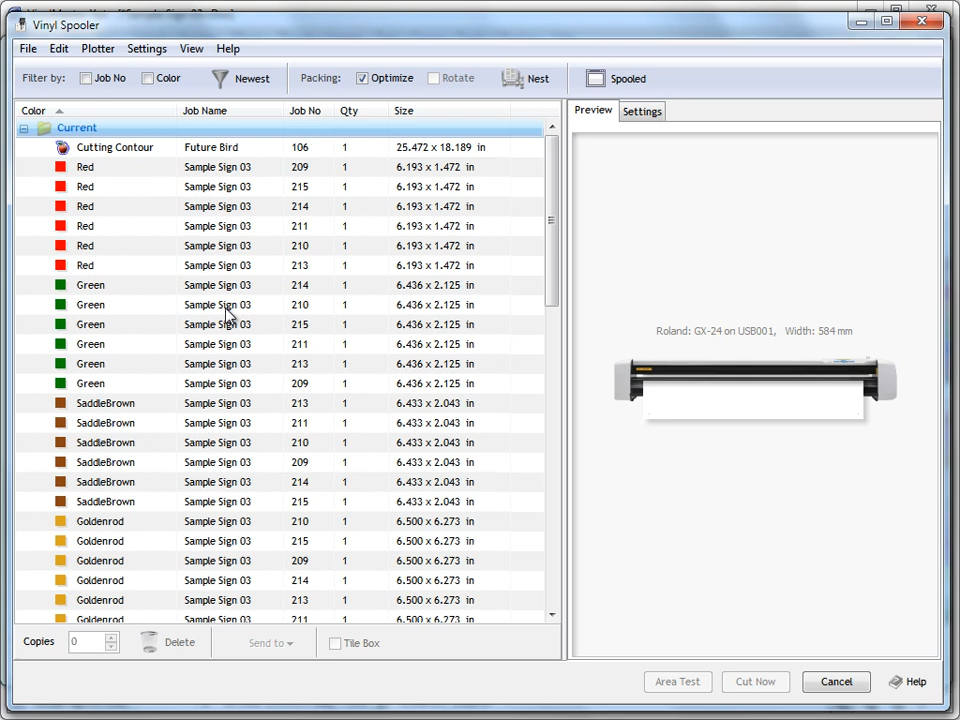 Vinyl Spooler
File Edit Plotter Settings View Help
Filter by: Job No Color Newest Packing: Optimize Rotate Nest Spooled
Color Job Name Job No Qty Size
Current
Cutting Contour Future Bird 106 1 25.472 x 18.189 in
Red Sample Sign 03 209 1 6.193 x 1.472 in
Red Sample Sign 03 215 1 6.193 x 1.472 in
Red Sample Sign 03 214 1 6.193 x 1.472 in
Red Sample Sign 03 211 1 6.193 x 1.472 in
Red Sample Sign 03 210 1 6.193 x 1.472 in
Red Sample Sign 03 213 1 6.193 x 1.472 in
Green Sample Sign 03 214 1 6.436 x 2.125 in
Green Sample Sign 03 210 1 6.436 x 2.125 in
Green Sample Sign 03 215 1 6.436 x 2.125 in
Green Sample Sign 03 211 1 6.436 x 2.125 in
Green Sample Sign 03 213 1 6.436 x 2.125 in
Green Sample Sign 03 209 1 6.436 x 2.125 in
SaddleBrown Sample Sign 03 213 1 6.433 x 2.043 in
SaddleBrown Sample Sign 03 211 1 6.433 x 2.043 in
SaddleBrown Sample Sign 03 210 1 6.433 x 2.043 in
SaddleBrown Sample Sign 03 209 1 6.433 x 2.043 in
SaddleBrown Sample Sign 03 214 1 6.433 x 2.043 in
SaddleBrown Sample Sign 03 215 1 6.433 x 2.043 in
Goldenrod Sample Sign 03 210 1 6.500 x 6.273 in
Goldenrod Sample Sign 03 215 1 6.500 x 6.273 in
Goldenrod Sample Sign 03 209 1 6.500 x 6.273 in
Goldenrod Sample Sign 03 214 1 6.500 x 6.273 in
Goldenrod Sample Sign 03 213 1 6.500 x 6.273 in
Goldenrod Sample Sign 03 211 1 6.500 x 6.273 in
Copies 0 Delete Send to Tile Box
Preview Settings
Roland: GX-24 on USB001, Width: 584 mm
Area Test Cut Now Cancel Help